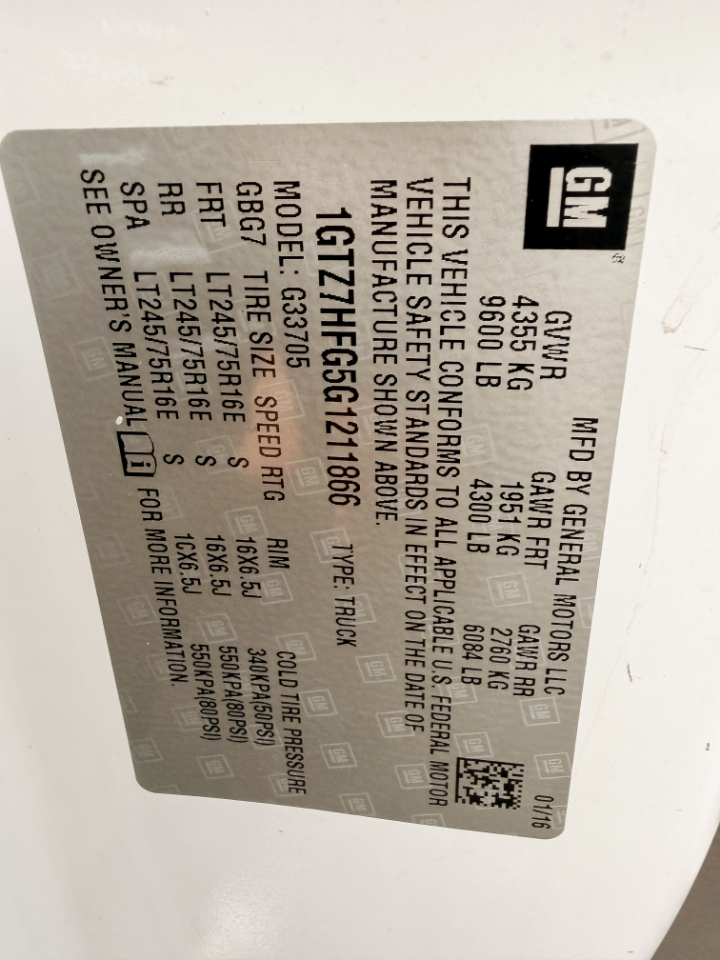 GM
MFD BY GENERAL MOTORS LLC 01/16
GVWR GAWR FRT GAWR RR
4355 KG 1951 KG 2760 KG
9600 LB 4300 LB 6084 LB
THIS VEHICLE CONFORMS TO ALL APPLICABLE U.S. FEDERAL MOTOR
VEHICLE SAFETY STANDARDS IN EFFECT ON THE DATE OF
MANUFACTURE SHOWN ABOVE.
1GTZ7HFG5G1211866 TYPE: TRUCK
MODEL: G33705
GBG7 TIRE SIZE SPEED RTG RIM COLD TIRE PRESSURE
FRT LT245/75R16E S 16X6.5J 340KPA(50PSI)
RR LT245/75R16E S 16X6.5J 550KPA(80PSI)
SPA LT245/75R16E S 1CX6.5J 550KPA(80PSI)
SEE OWNER'S MANUAL FOR MORE INFORMATION.